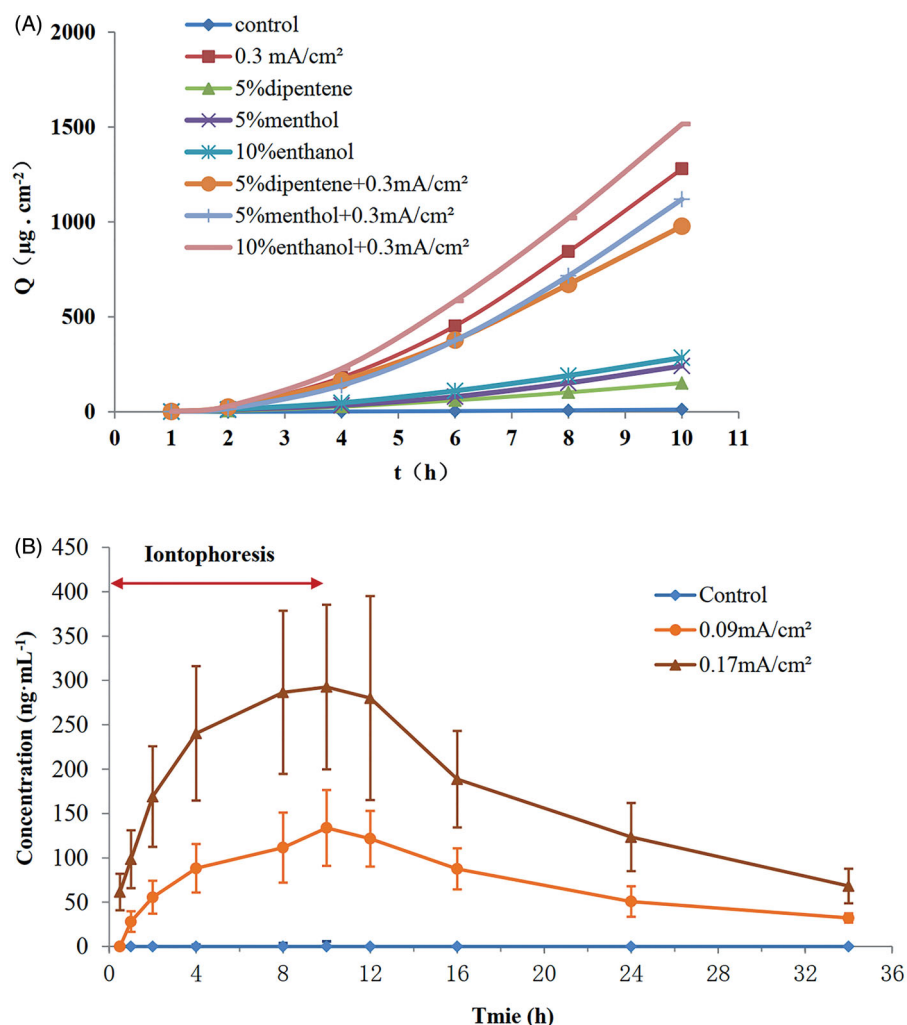 (A)
2000
1500
1000
500
0
Q（μg . cm⁻²）
control
0.3 mA/cm²
5%dipentene
5%menthol
10%enthanol
5%dipentene+0.3mA/cm²
5%menthol+0.3mA/cm²
10%enthanol+0.3mA/cm²
0 1 2 3 4 5 6 7 8 9 10 11
t（h）
(B)
450
400
350
300
250
200
150
100
50
0
Concentration (ng·mL⁻¹)
Iontophoresis
Control
0.09mA/cm²
0.17mA/cm²
0 4 8 12 16 20 24 28 32 36
Tmie (h)